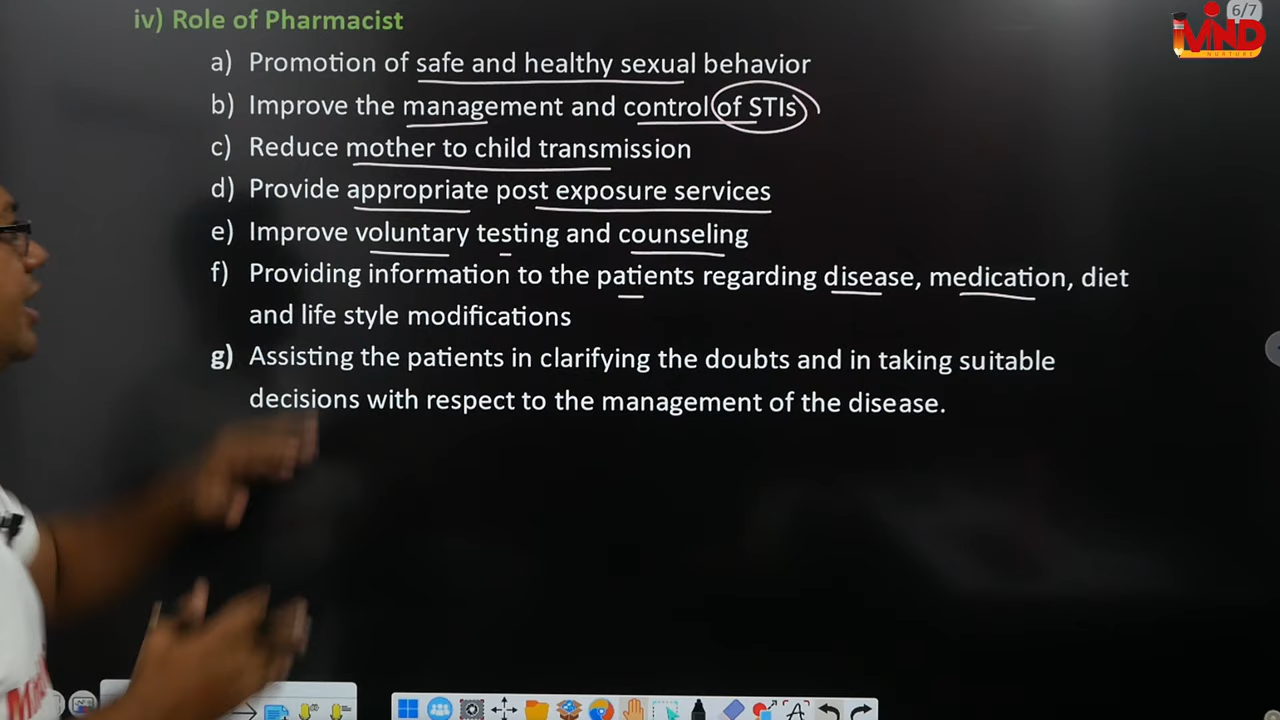 iv) Role of Pharmacist
6/7
MIND
NURTURE
a) Promotion of safe and healthy sexual behavior
b) Improve the management and control of STIs
c) Reduce mother to child transmission
d) Provide appropriate post exposure services
e) Improve voluntary testing and counseling
f) Providing information to the patients regarding disease, medication, diet
and life style modifications
g) Assisting the patients in clarifying the doubts and in taking suitable
decisions with respect to the management of the disease.